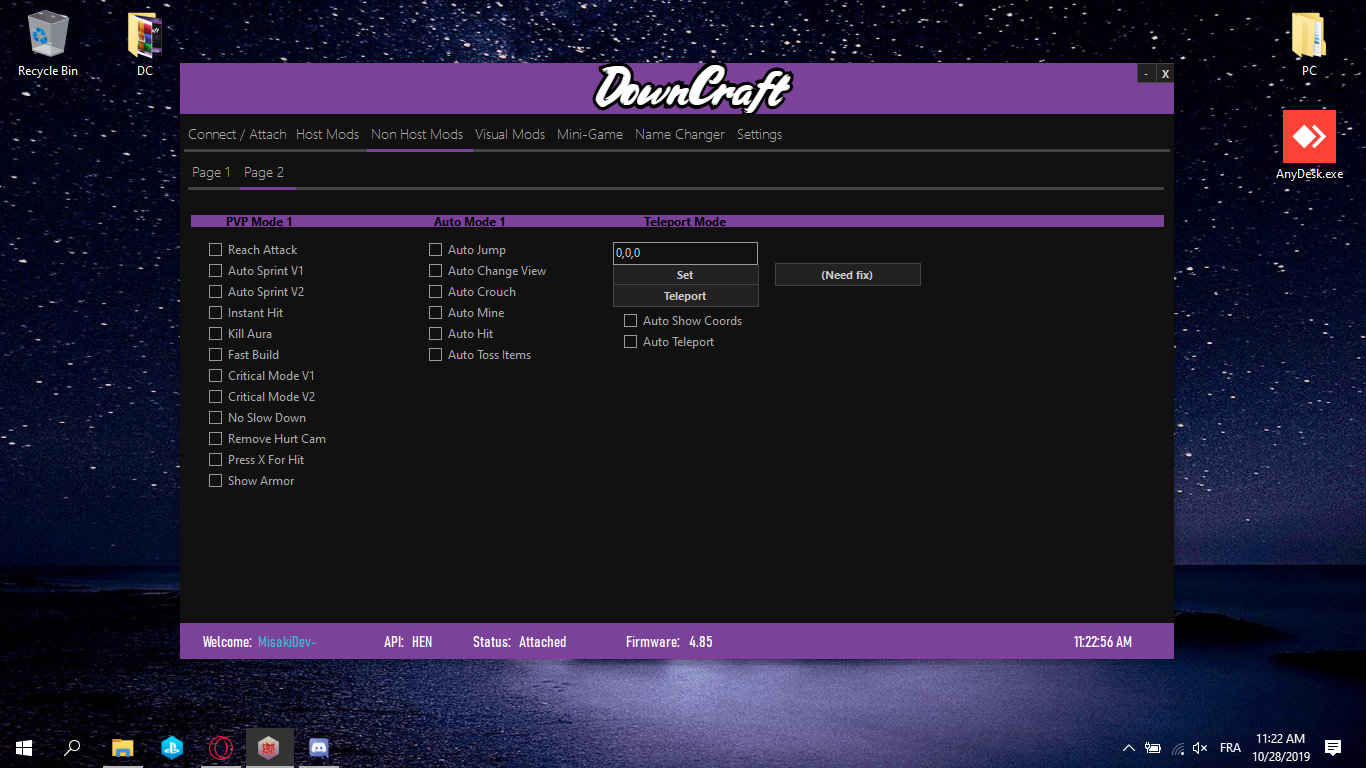 Recycle Bin
DC
PC
AnyDesk.exe
DownCraft
- X
Connect / Attach Host Mods Non Host Mods Visual Mods Mini-Game Name Changer Settings
Page 1 Page 2
PVP Mode 1 Auto Mode 1 Teleport Mode
Reach Attack
Auto Sprint V1
Auto Sprint V2
Instant Hit
Kill Aura
Fast Build
Critical Mode V1
Critical Mode V2
No Slow Down
Remove Hurt Cam
Press X For Hit
Show Armor
Auto Jump
Auto Change View
Auto Crouch
Auto Mine
Auto Hit
Auto Toss Items
0,0,0
Set
Teleport
(Need fix)
Auto Show Coords
Auto Teleport
Welcome: MisakiDev- API: HEN Status: Attached Firmware: 4.85 11:22:56 AM
FRA
11:22 AM
10/28/2019